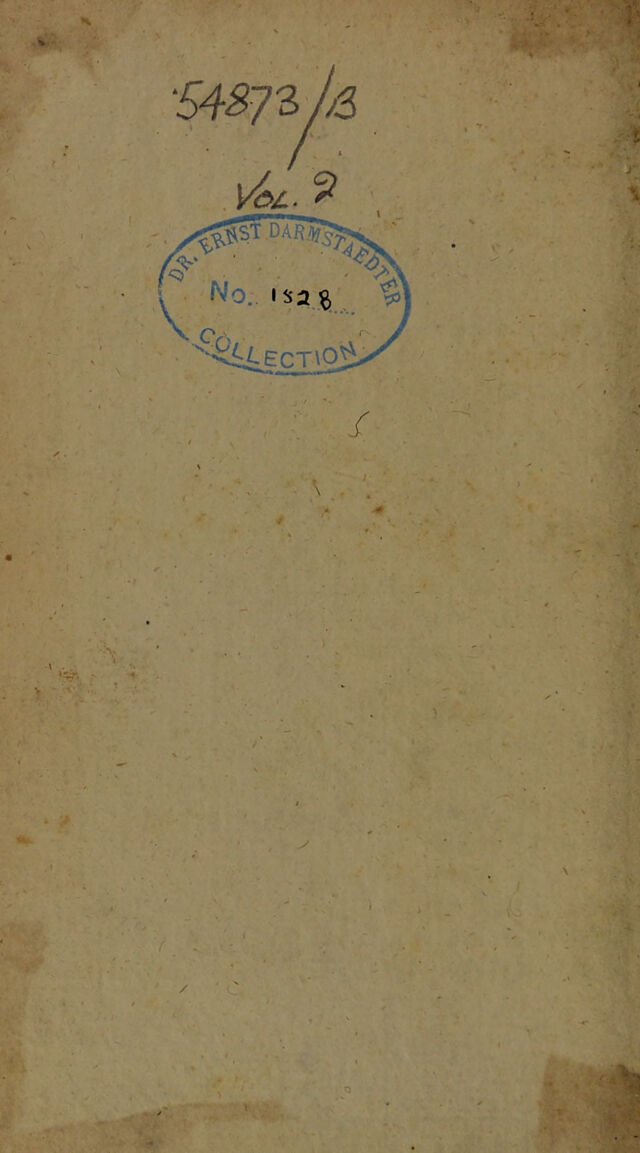 54873/B
VOL. 2
DR. ERNST DARMSTAEDTER
No. 1528
COLLECTION